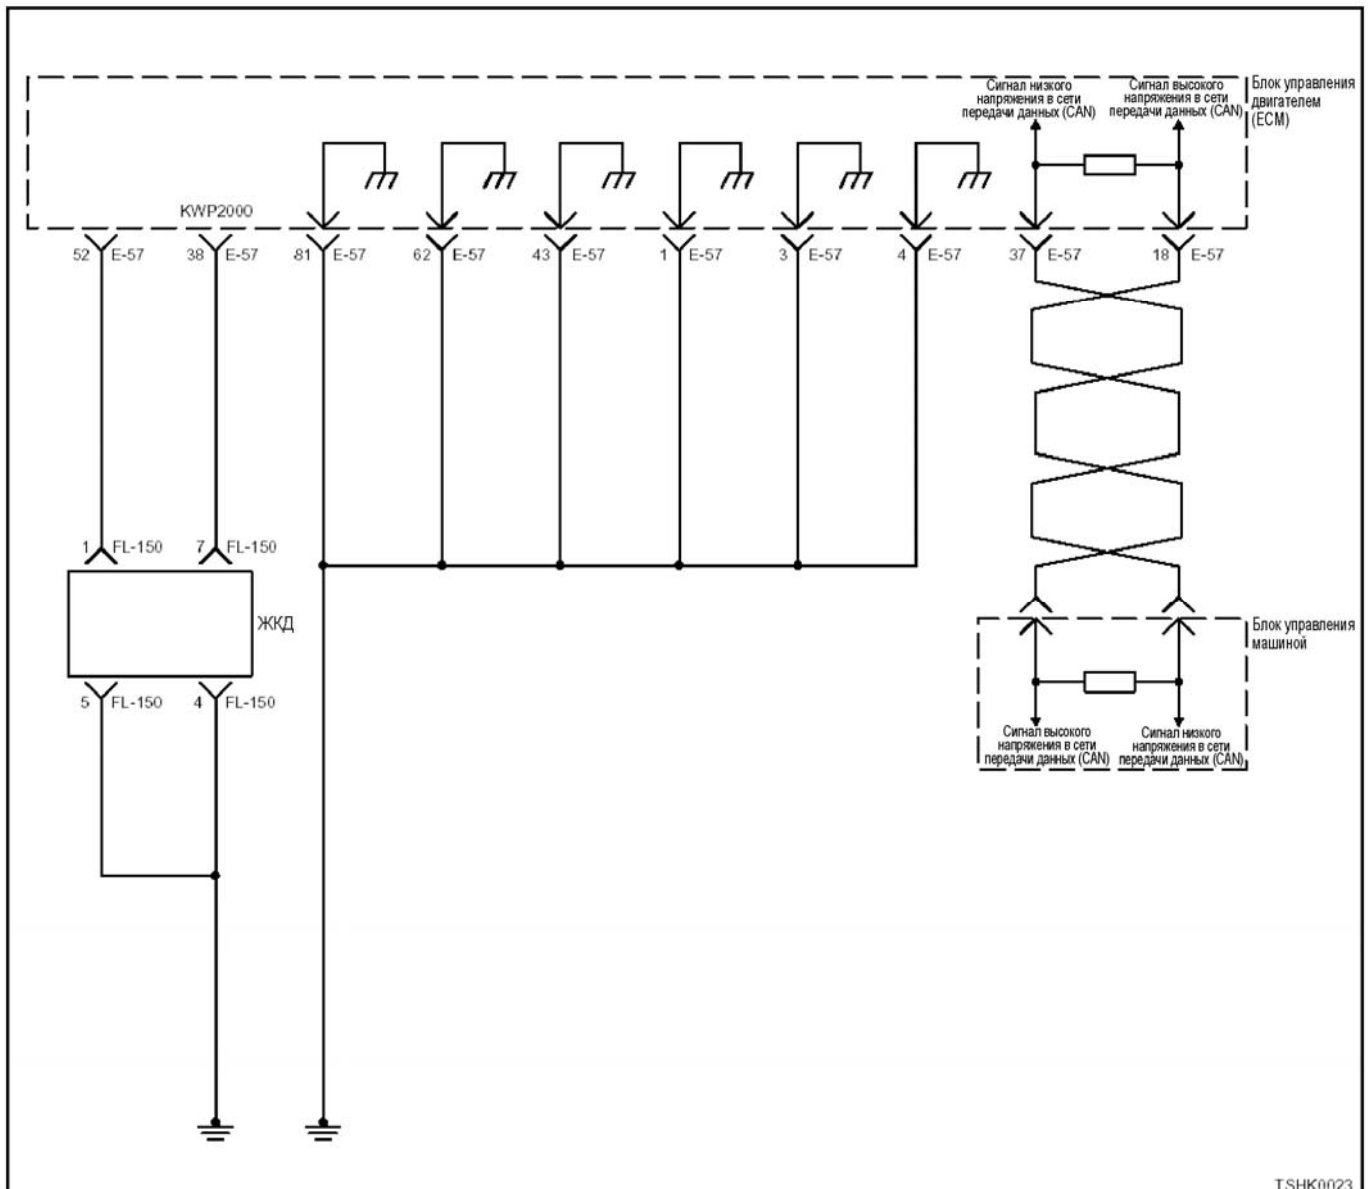 Сигнал низкого
напряжения в сети
передачи данных (CAN)
Сигнал высокого
напряжения в сети
передачи данных (CAN)
Блок управления
двигателем
(ECM)
KWP2000
52 E-57
38 E-57
81 E-57
62 E-57
43 E-57
1 E-57
3 E-57
4 E-57
37 E-57
18 E-57
1 FL-150
7 FL-150
ЖКД
5 FL-150
4 FL-150
Блок управления
машиной
Сигнал высокого
напряжения в сети
передачи данных (CAN)
Сигнал низкого
напряжения в сети
передачи данных (CAN)
TSHK0023